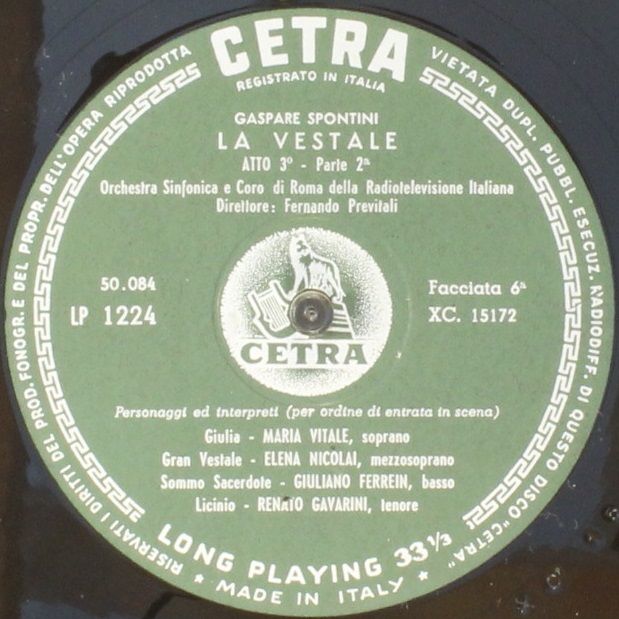 CETRA
REGISTRATO IN ITALIA
GASPARE SPONTINI
LA VESTALE
ATTO 3º - Parte 2ª
Orchestra Sinfonica e Coro di Roma della Radiotelevisione Italiana
Direttore: Fernando Previtali
50.084
LP 1224
Facciata 6ª
XC. 15172
CETRA
Personaggi ed interpreti (per ordine di entrata in scena)
Giulia - MARIA VITALE, soprano
Gran Vestale - ELENA NICOLAI, mezzosoprano
Sommo Sacerdote - GIULIANO FERREIN, basso
Licinio - RENATO GAVARINI, tenore
LONG PLAYING 33 1/3
* MADE IN ITALY *
RISERVATI I DIRITTI DEL PROD. FONOGR. E DEL PROPR. DELL'OPERA RIPRODOTTA
VIETATA DUPL. PUBBL. ESECUZ. RADIODIFF. DI QUESTO DISCO "CETRA"